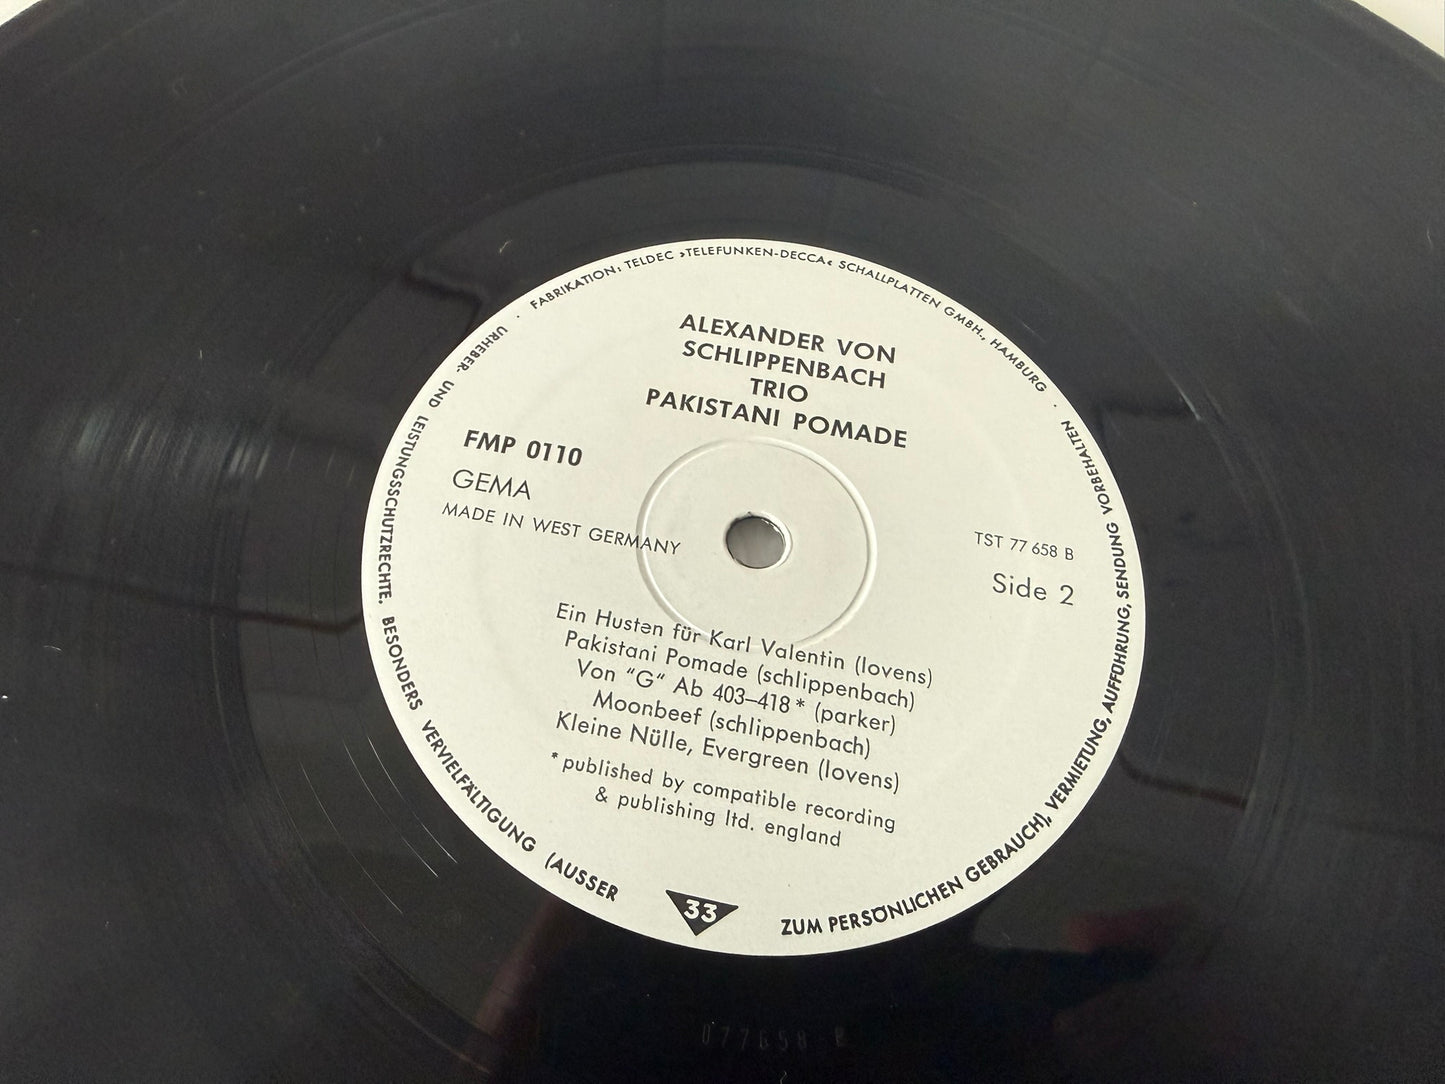 FABRIKATION: TELDEC »TELEFUNKEN-DECCA« SCHALLPLATTEN GMBH., HAMBURG ·
URHEBER- UND LEISTUNGSSCHUTZRECHTE. BESONDERS VERVIELFÄLTIGUNG (AUSSER
ZUM PERSÖNLICHEN GEBRAUCH), VERMIETUNG, AUFFÜHRUNG, SENDUNG VORBEHALTEN ·
ALEXANDER VON
SCHLIPPENBACH
TRIO
PAKISTANI POMADE
FMP 0110
GEMA
MADE IN WEST GERMANY
TST 77 658 B
Side 2
Ein Husten für Karl Valentin (lovens)
Pakistani Pomade (schlippenbach)
Von "G" Ab 403–418 * (parker)
Moonbeef (schlippenbach)
Kleine Nülle, Evergreen (lovens)
* published by compatible recording
& publishing ltd. england
33